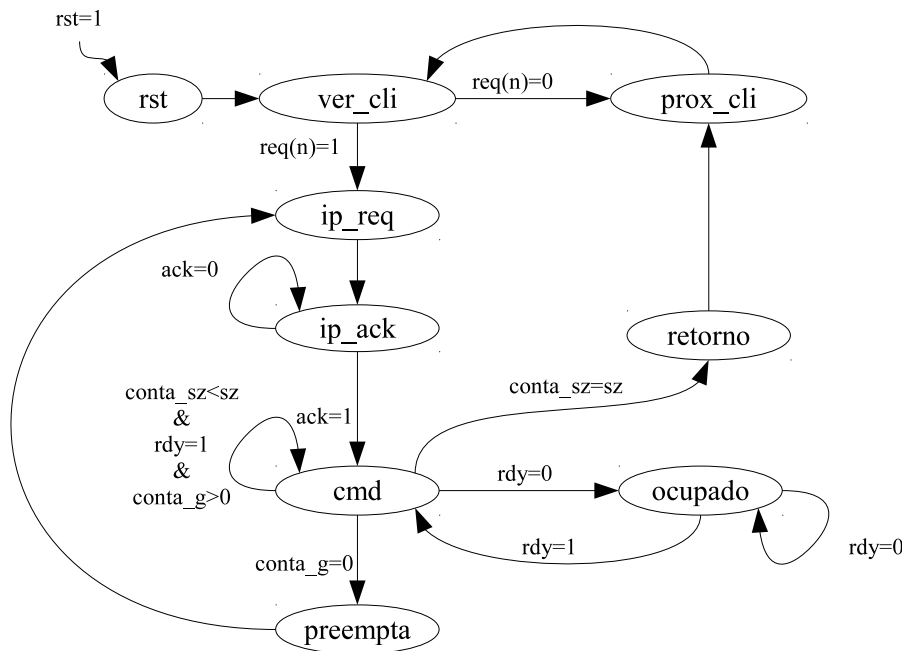 rst=1
rst
ver_cli
req(n)=0
prox_cli
req(n)=1
ip_req
ack=0
ip_ack
retorno
conta_sz<sz
&
rdy=1
&
conta_g>0
ack=1
conta_sz=sz
cmd
rdy=0
ocupado
rdy=1
rdy=0
conta_g=0
preempta